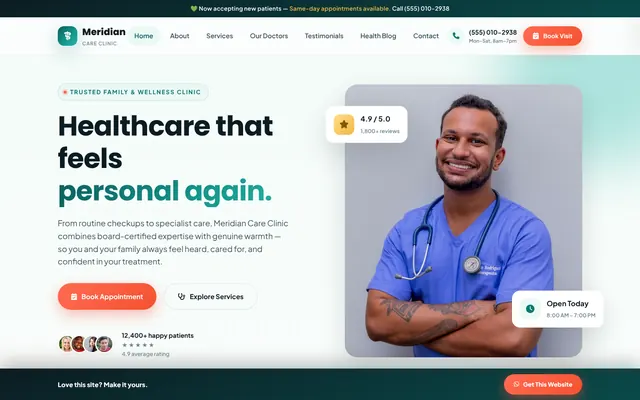 💚 Now accepting new patients — Same-day appointments available. Call (555) 010-2938
Meridian
CARE CLINIC
Home
About
Services
Our Doctors
Testimonials
Health Blog
Contact
(555) 010-2938
Mon–Sat, 8am–7pm
Book Visit
TRUSTED FAMILY & WELLNESS CLINIC
Healthcare that
feels
personal again.
From routine checkups to specialist care, Meridian Care Clinic
combines board-certified expertise with genuine warmth —
so you and your family always feel heard, cared for, and
confident in your treatment.
Book Appointment
Explore Services
12,400+ happy patients
★★★★★
4.9 average rating
4.9 / 5.0
1,800+ reviews
Open Today
8:00 AM – 7:00 PM
Love this site? Make it yours.
Get This Website